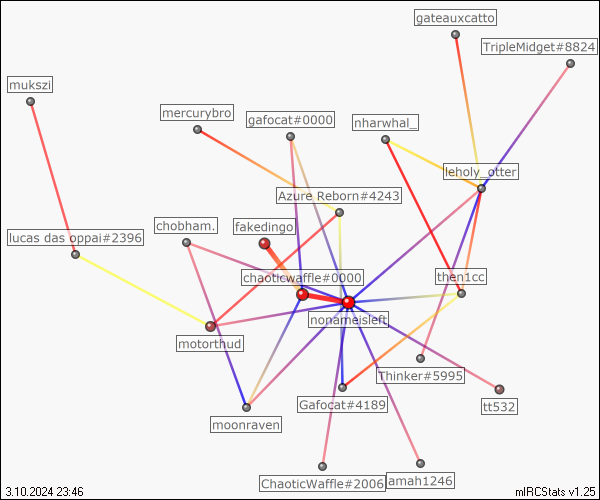 gateauxcatto
TripleMidget#8824
mukszi
mercurybro
gafocat#0000
nharwhal_
leholy_otter
Azure Reborn#4243
chobham.
fakedingo
lucas das oppai#2396
chaoticwaffle#0000
then1cc
nonameisleft
motorthud
Thinker#5995
Gafocat#4189
tt532
moonraven
ChaoticWaffle#2006
amah1246
3.10.2024 23:46
mIRCStats v1.25